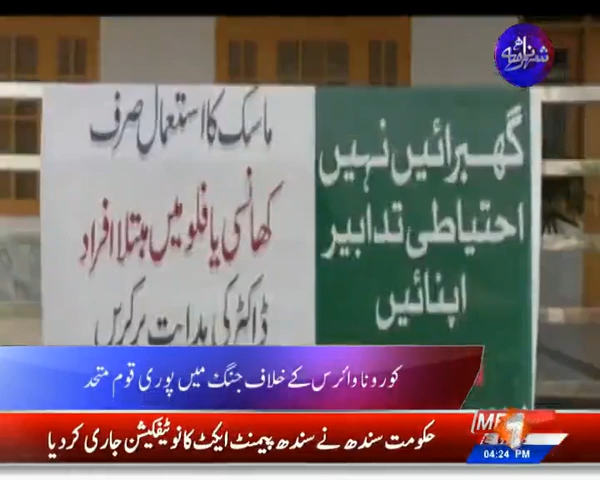 شہرنامہ
گھبرائیں نہیں
احتیاطی تدابیر
اپنائیں
ماسک کا استعمال صرف
کھانسی یا فلو میں مبتلا افراد
ڈاکٹر کی ہدایت پر کریں
کورونا وائرس کے خلاف جنگ میں پوری قوم متحد
حکومت سندھ نے سندھ پیمنٹ ایکٹ کا نوٹیفکیشن جاری کر دیا
1
04:24 PM